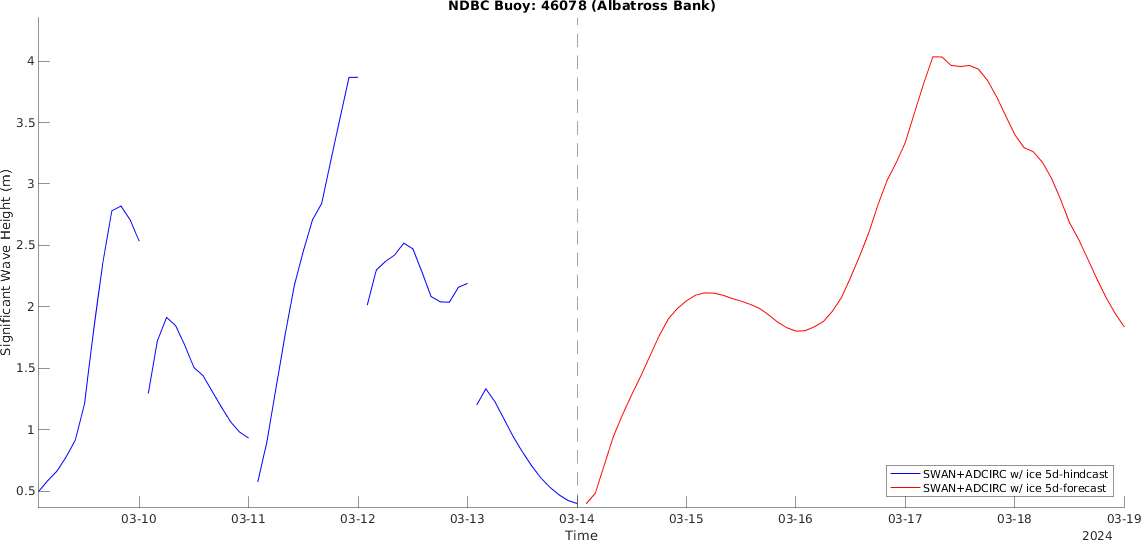 NDBC Buoy: 46078 (Albatross Bank)
Significant Wave Height (m)
4
3.5
3
2.5
2
1.5
1
0.5
SWAN+ADCIRC w/ ice 5d-hindcast
SWAN+ADCIRC w/ ice 5d-forecast
03-10 03-11 03-12 03-13 03-14 03-15 03-16 03-17 03-18 03-19
Time
2024